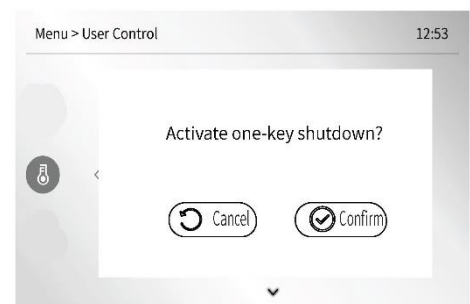 Menu > User Control 12:53
Activate one-key shutdown?
Cancel Confirm